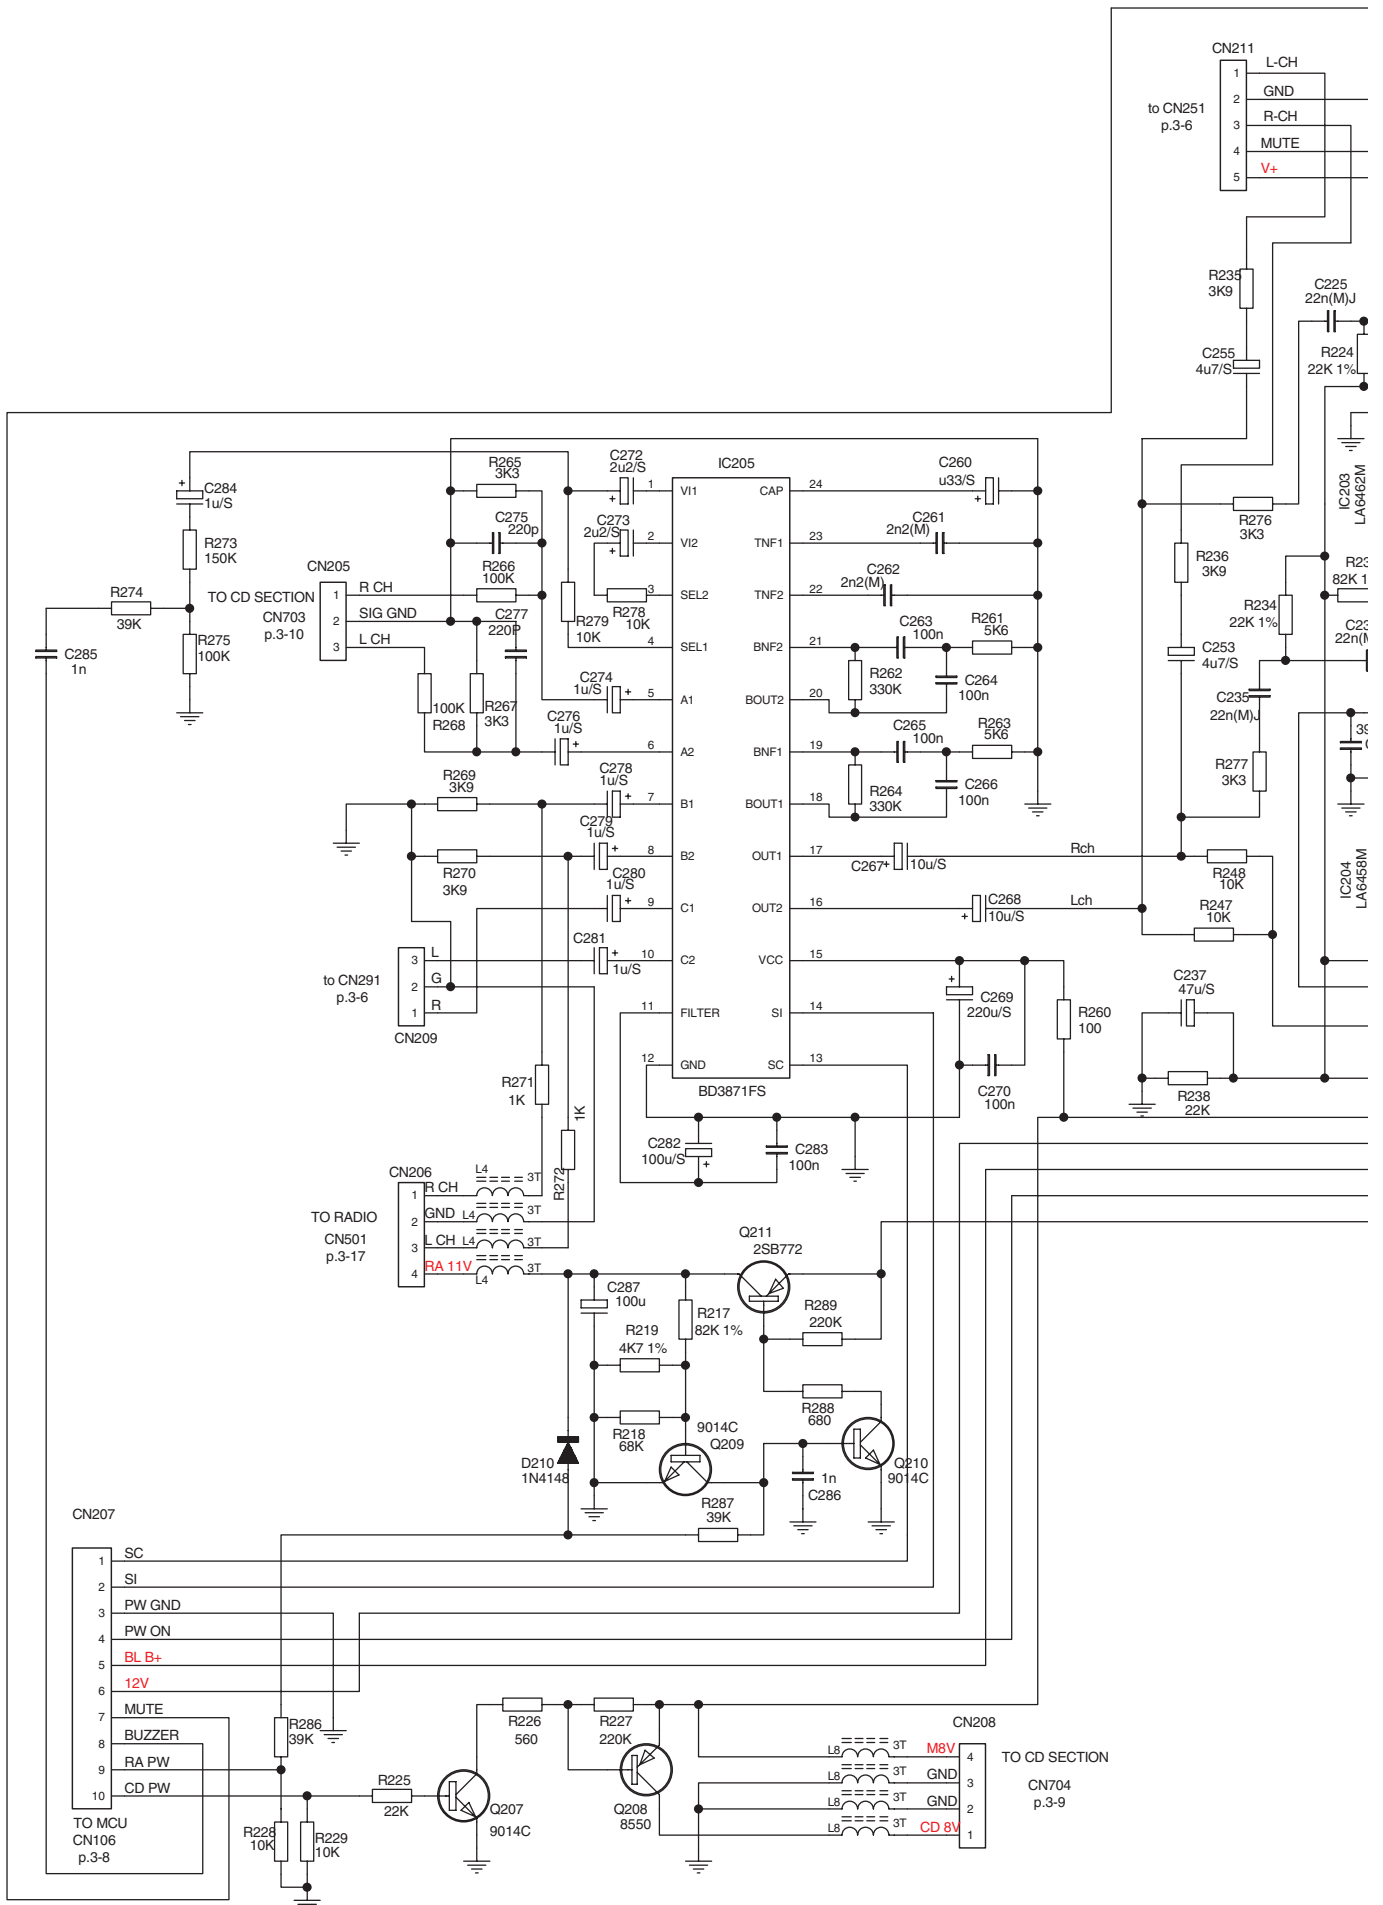 CN211
1 L-CH
2 GND
3 R-CH
4 MUTE
5 V+
to CN251
p.3-6
R235
3K9
C225
22n(M)J
C255
4u7/S
R224
22K 1%
C272
2u2/S
R265
3K3
IC205
C260
u33/S
+
C284
1u/S
+
1 VI1
CAP 24
IC203
LA6462M
C275
220p
C273
2u2/S
2 VI2
TNF1 23
C261
2n2(M)
R276
3K3
R273
150K
R236
3K9
CN205
R266
100K
C262
2n2(M)
TO CD SECTION
CN703
p.3-10
1 R CH
2 SIG GND
3 L CH
3 SEL2
TNF2 22
82K 1
R274
39K
C277
220P
R279
10K
R278
10K
C263
100n
R261
5K6
R234
22K 1%
R275
100K
4 SEL1
BNF2 21
C285
1n
C253
4u7/S
22n(M
100K
R268
R267
3K3
C274
1u/S
5 A1
BOUT2 20
R262
330K
C264
100n
C235
22n(M)J
C276
1u/S
6 A2
BNF1 19
C265
100n
R263
5K6
R277
3K3
R269
3K9
C278
1u/S
7 B1
BOUT1 18
R264
330K
C266
100n
C279
1u/S
8 B2
OUT1 17
C267
+
10u/S
Rch
R270
3K9
C280
1u/S
9 C1
OUT2 16
C268
+
10u/S
Lch
R248
10K
R247
10K
IC204
LA6458M
C281
1u/S
10 C2
VCC 15
to CN291
p.3-6
3 L
2 G
1 R
CN209
C269
220u/S
+
R260
100
C237
47u/S
11 FILTER
SI 14
12 GND
SC 13
BD3871FS
C270
100n
R238
22K
R271
1K
1K
R272
C282
100u/S
+
C283
100n
CN206
TO RADIO
CN501
p.3-17
1 R CH L4 3T
2 GND L4 3T
3 L CH L4 3T
4 RA 11V L4 3T
Q211
2SB772
C287
100u
R217
82K 1%
R289
220K
R219
4K7 1%
R288
680
R218
68K
9014C
Q209
Q210
9014C
D210
1N4148
1n
C286
R287
39K
CN207
1 SC
2 SI
3 PW GND
4 PW ON
5 BL B+
6 12V
7 MUTE
8 BUZZER
9 RA PW
10 CD PW
TO MCU
CN106
p.3-8
R286
39K
R228
10K
R229
10K
R225
22K
R226
560
R227
220K
Q207
9014C
Q208
8550
CN208
L8 3T M8V 4
L8 3T GND 3
L8 3T GND 2
L8 3T CD 8V 1
TO CD SECTION
CN704
p.3-9